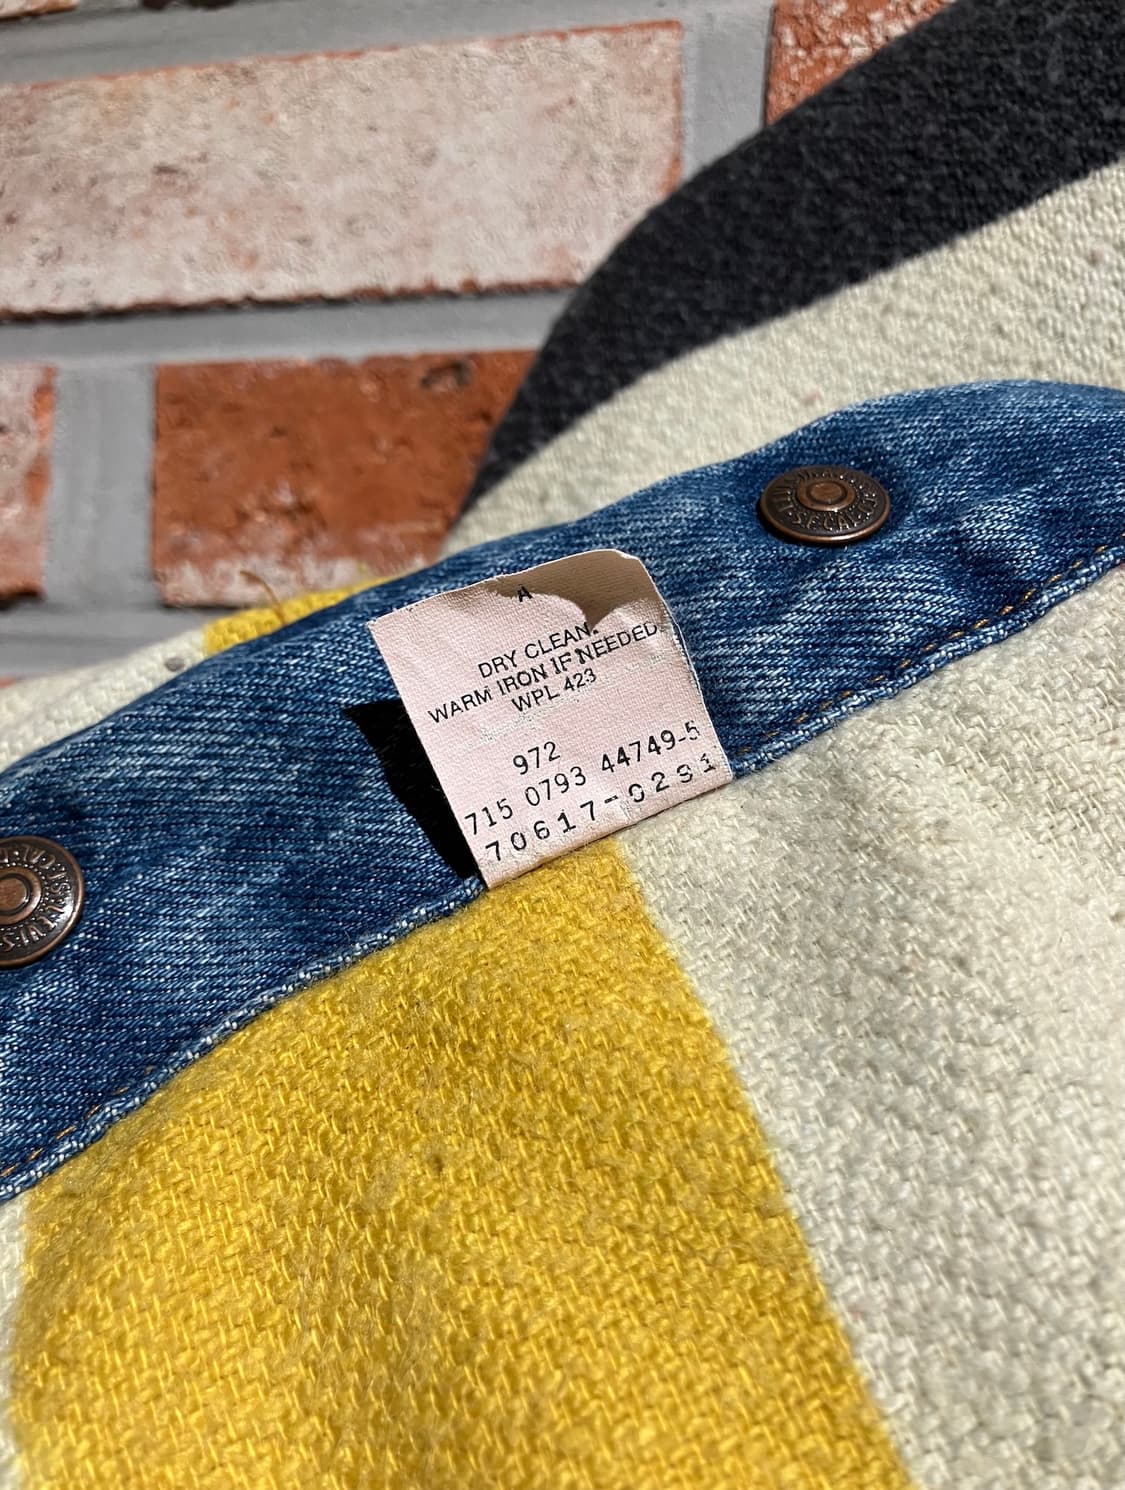 A
DRY CLEAN.
WARM IRON IF NEEDED.
WPL 423
972
715 0793 44749-5
70617-0291